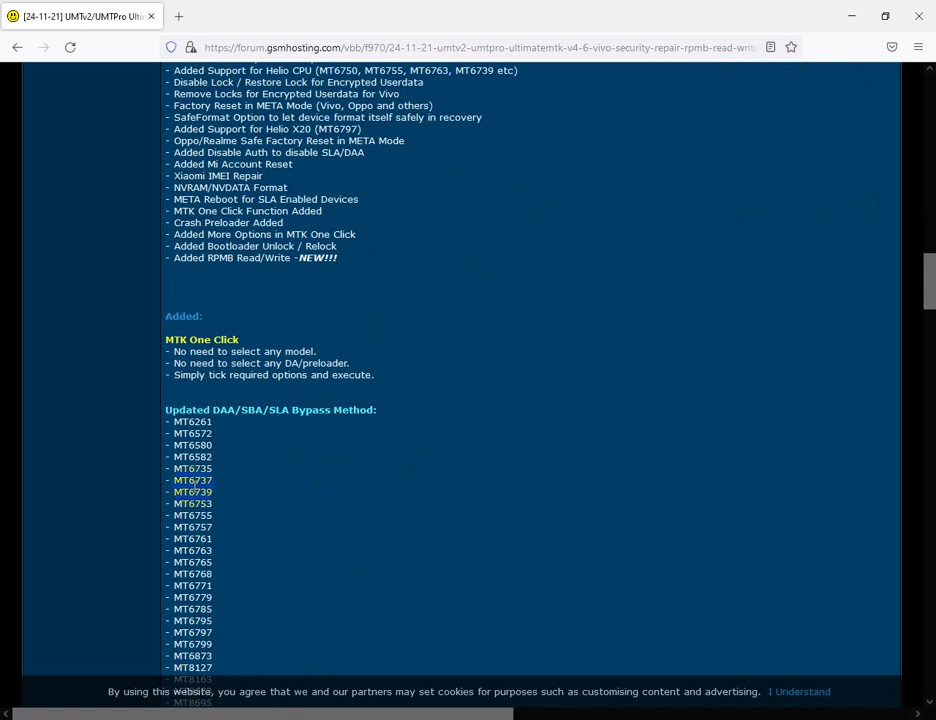 [24-11-21] UMTv2/UMTPro Ultim
https://forum.gsmhosting.com/vbb/f970/24-11-21-umtv2-umtpro-ultimatemtk-v4-6-vivo-security-repair-rpmb-read-write
- Added Support for Helio CPU (MT6750, MT6755, MT6763, MT6739 etc)
- Disable Lock / Restore Lock for Encrypted Userdata
- Remove Locks for Encrypted Userdata for Vivo
- Factory Reset in META Mode (Vivo, Oppo and others)
- SafeFormat Option to let device format itself safely in recovery
- Added Support for Helio X20 (MT6797)
- Oppo/Realme Safe Factory Reset in META Mode
- Added Disable Auth to disable SLA/DAA
- Added Mi Account Reset
- Xiaomi IMEI Repair
- NVRAM/NVDATA Format
- META Reboot for SLA Enabled Devices
- MTK One Click Function Added
- Crash Preloader Added
- Added More Options in MTK One Click
- Added Bootloader Unlock / Relock
- Added RPMB Read/Write -NEW!!!
Added:
MTK One Click
- No need to select any model.
- No need to select any DA/preloader.
- Simply tick required options and execute.
Updated DAA/SBA/SLA Bypass Method:
- MT6261
- MT6572
- MT6580
- MT6582
- MT6735
- MT6737
- MT6739
- MT6753
- MT6755
- MT6757
- MT6761
- MT6763
- MT6765
- MT6768
- MT6771
- MT6779
- MT6785
- MT6795
- MT6797
- MT6799
- MT6873
- MT8127
- MT8163
- MT8695
By using this website, you agree that we and our partners may set cookies for purposes such as customising content and advertising. I Understand